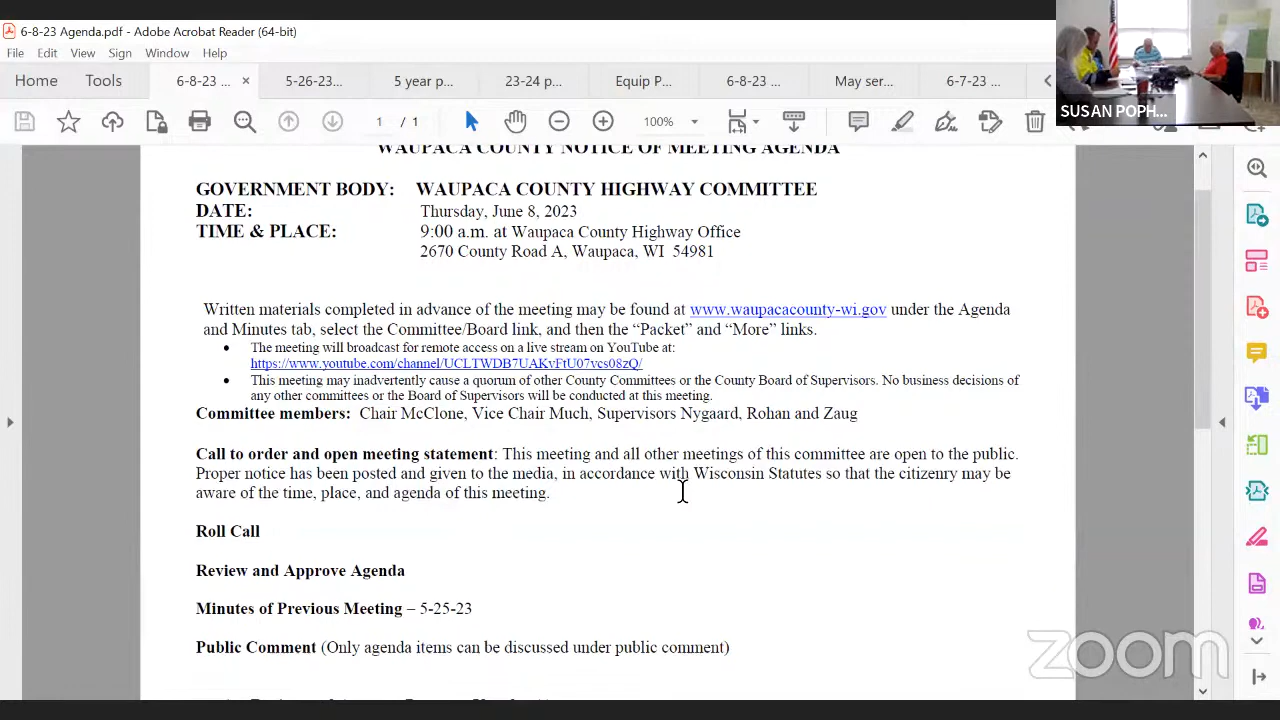 6-8-23 Agenda.pdf - Adobe Acrobat Reader (64-bit)
File Edit View Sign Window Help
Home Tools 6-8-23 ... × 5-26-23... 5 year p... 23-24 p... Equip P... 6-8-23 ... May ser... 6-7-23 ...
1 / 1 100%
SUSAN POPH...
WAUPACA COUNTY NOTICE OF MEETING AGENDA
GOVERNMENT BODY: WAUPACA COUNTY HIGHWAY COMMITTEE
DATE: Thursday, June 8, 2023
TIME & PLACE: 9:00 a.m. at Waupaca County Highway Office
2670 County Road A, Waupaca, WI 54981
Written materials completed in advance of the meeting may be found at www.waupacacounty-wi.gov under the Agenda
and Minutes tab, select the Committee/Board link, and then the “Packet” and “More” links.
• The meeting will broadcast for remote access on a live stream on YouTube at:
https://www.youtube.com/channel/UCLTWDB7UAKvFtU07vcs08zQ/
• This meeting may inadvertently cause a quorum of other County Committees or the County Board of Supervisors. No business decisions of
any other committees or the Board of Supervisors will be conducted at this meeting.
Committee members: Chair McClone, Vice Chair Much, Supervisors Nygaard, Rohan and Zaug
Call to order and open meeting statement: This meeting and all other meetings of this committee are open to the public.
Proper notice has been posted and given to the media, in accordance with Wisconsin Statutes so that the citizenry may be
aware of the time, place, and agenda of this meeting.
Roll Call
Review and Approve Agenda
Minutes of Previous Meeting – 5-25-23
Public Comment (Only agenda items can be discussed under public comment)
zoom